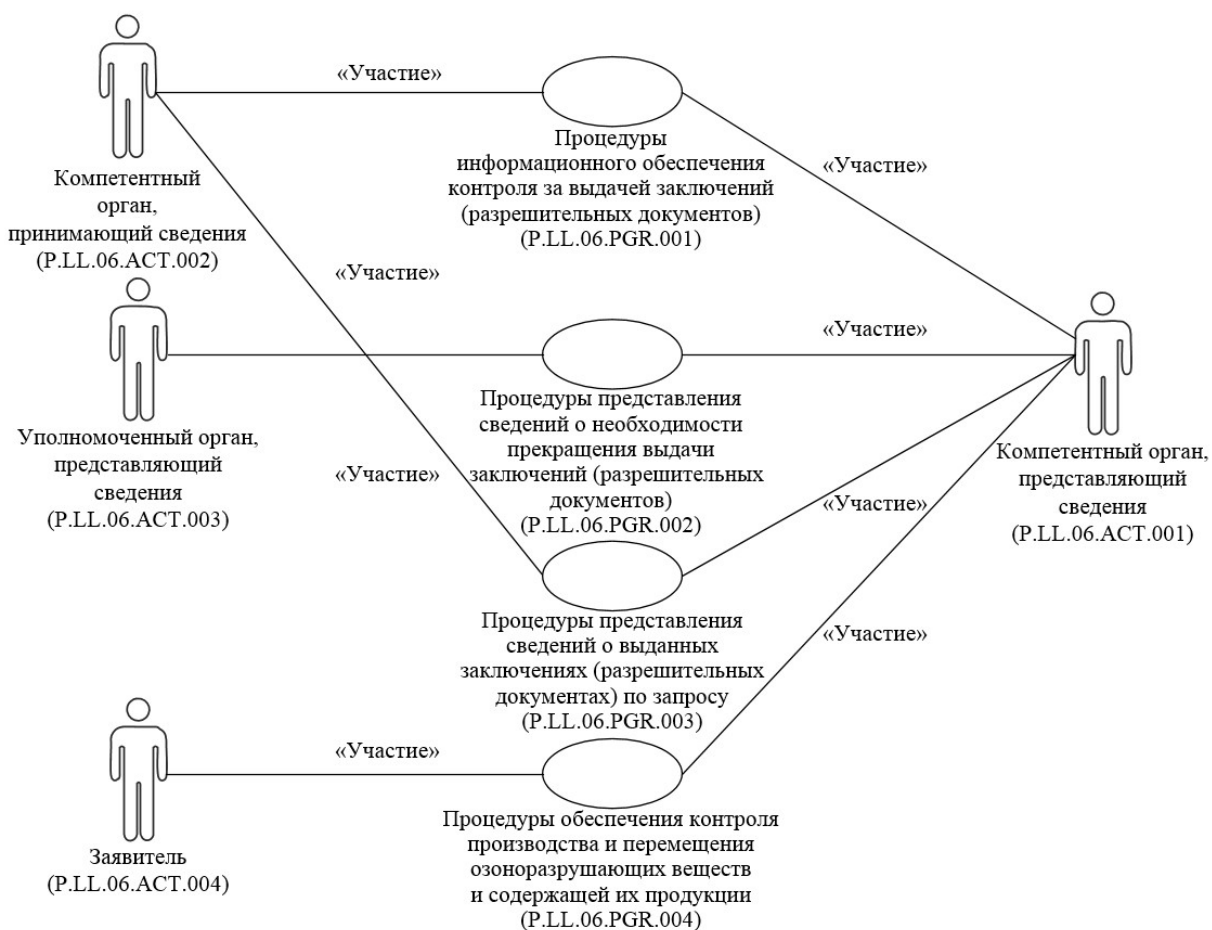 «Участие»
Процедуры
информационного обеспечения
контроля за выдачей заключений
(разрешительных документов)
(P.LL.06.PGR.001)
«Участие»
Компетентный
орган,
принимающий сведения
(P.LL.06.ACT.002)
«Участие»
«Участие»
Процедуры представления
сведений о необходимости
прекращения выдачи
заключений (разрешительных
документов)
(P.LL.06.PGR.002)
Уполномоченный орган,
представляющий
сведения
(P.LL.06.ACT.003)
«Участие»
Компетентный орган,
представляющий
сведения
(P.LL.06.ACT.001)
«Участие»
Процедуры представления
сведений о выданных
заключениях (разрешительных
документах) по запросу
(P.LL.06.PGR.003)
«Участие»
«Участие»
Заявитель
(P.LL.06.ACT.004)
Процедуры обеспечения контроля
производства и перемещения
озоноразрушающих веществ
и содержащей их продукции
(P.LL.06.PGR.004)